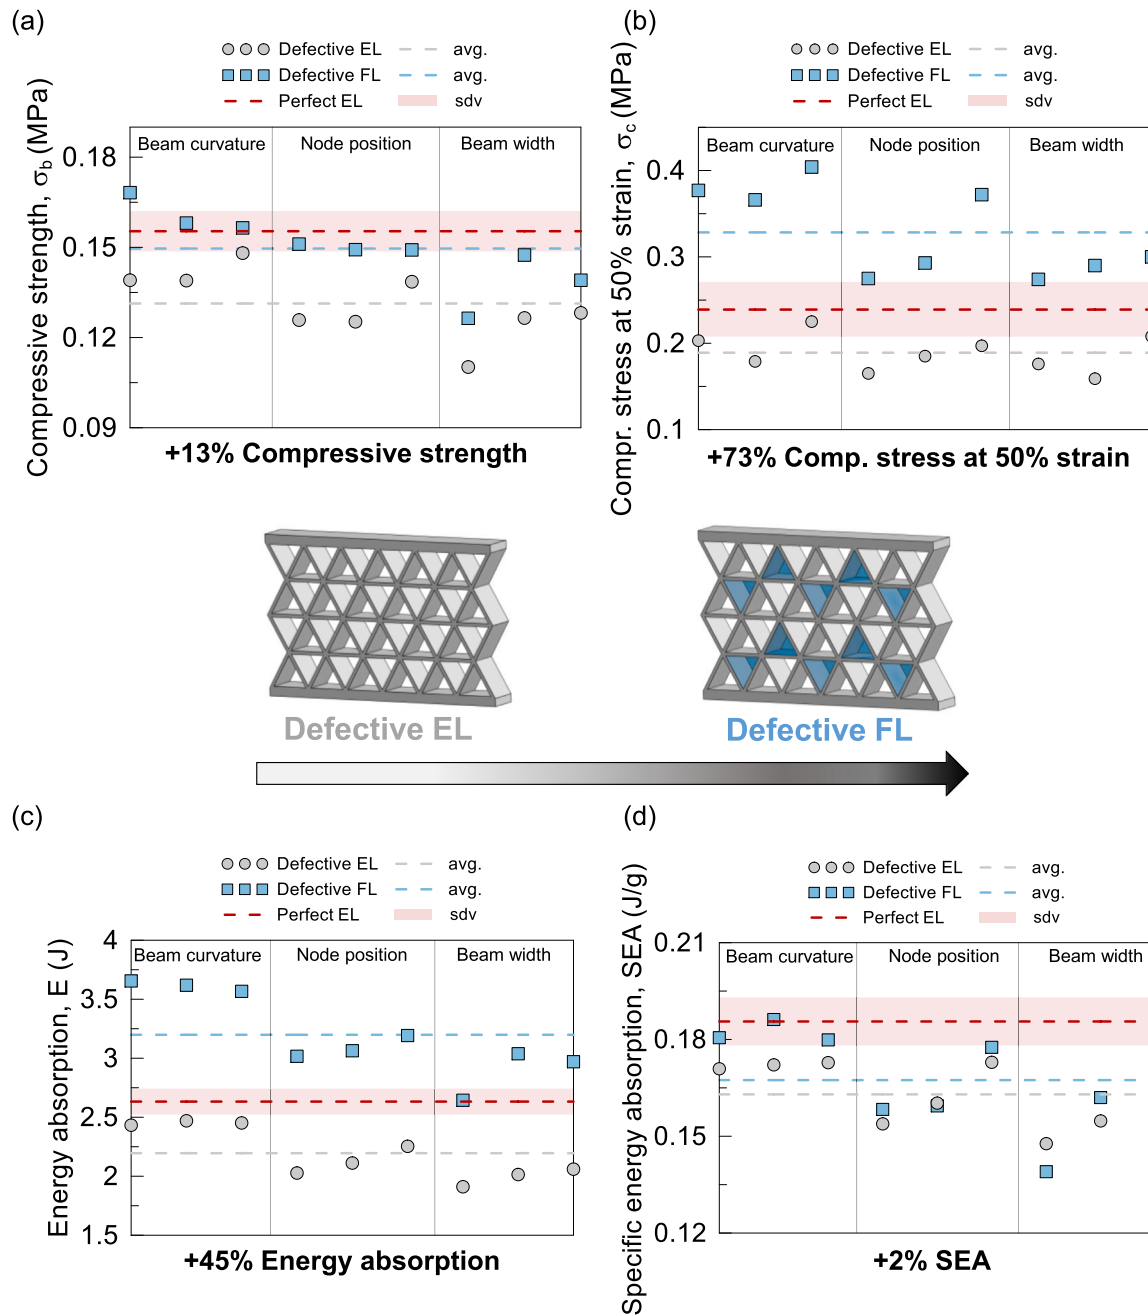 (a)
Defective EL
avg.
Defective FL
avg.
Perfect EL
sdv
Compressive strength, σ_b (MPa)
Beam curvature
Node position
Beam width
0.18
0.15
0.12
0.09
+13% Compressive strength
(b)
Defective EL
avg.
Defective FL
avg.
Perfect EL
sdv
Compr. stress at 50% strain, σ_c (MPa)
Beam curvature
Node position
Beam width
0.4
0.3
0.2
0.1
+73% Comp. stress at 50% strain
Defective EL
Defective FL
(c)
Defective EL
avg.
Defective FL
avg.
Perfect EL
sdv
Energy absorption, E (J)
Beam curvature
Node position
Beam width
4
3.5
3
2.5
2
1.5
+45% Energy absorption
(d)
Defective EL
avg.
Defective FL
avg.
Perfect EL
sdv
Specific energy absorption, SEA (J/g)
Beam curvature
Node position
Beam width
0.21
0.18
0.15
0.12
+2% SEA